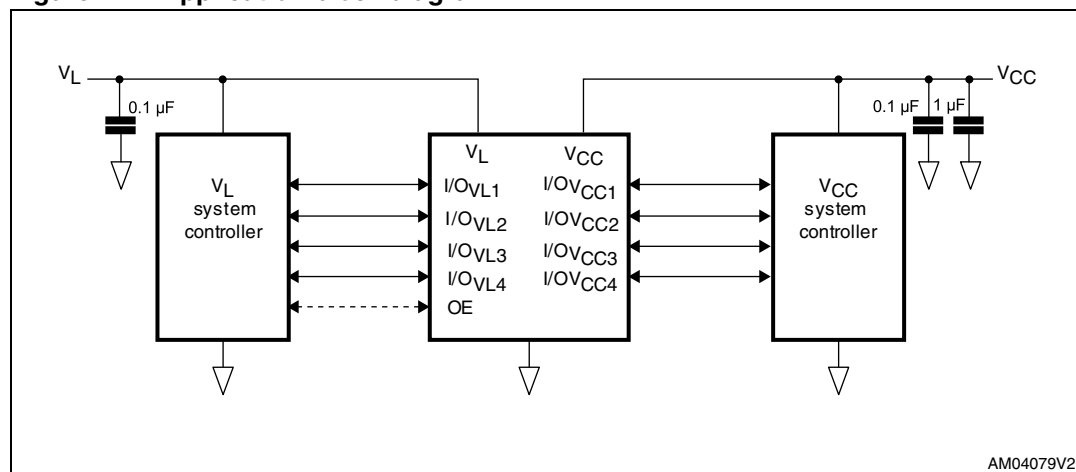 V_L
V_CC
0.1 µF
0.1 µF
1 µF
V_L
system
controller
V_L
V_CC
I/O_VL1
I/OV_CC1
I/O_VL2
I/OV_CC2
I/O_VL3
I/OV_CC3
I/O_VL4
I/OV_CC4
OE
V_CC
system
controller
AM04079V2